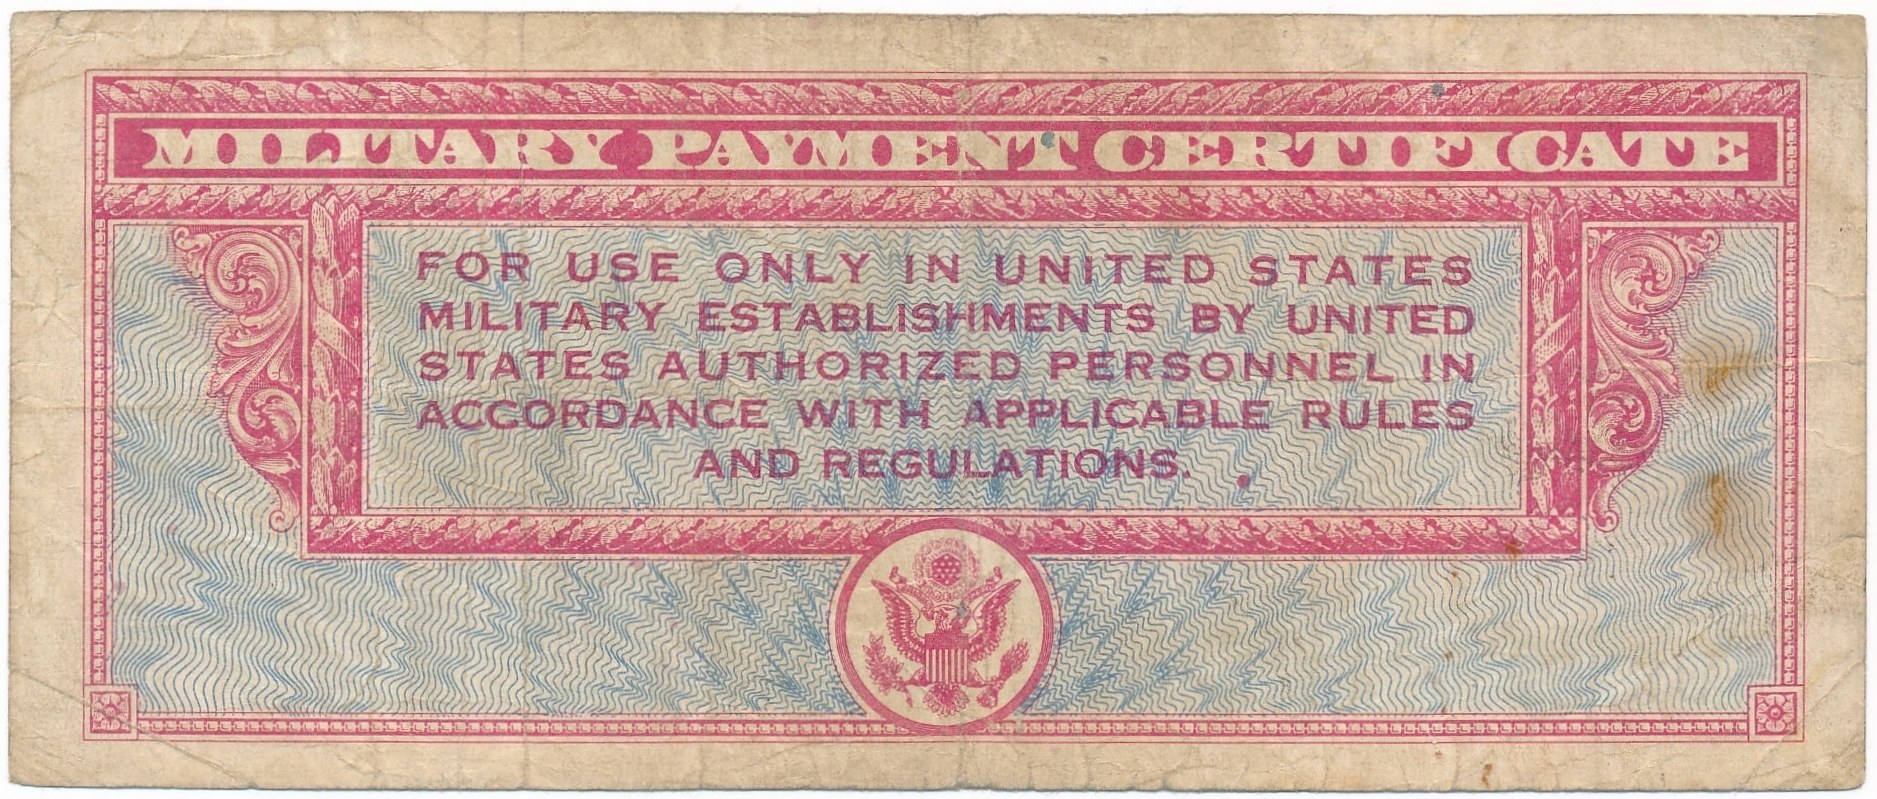 MILITARY PAYMENT CERTIFICATE
FOR USE ONLY IN UNITED STATES
MILITARY ESTABLISHMENTS BY UNITED
STATES AUTHORIZED PERSONNEL IN
ACCORDANCE WITH APPLICABLE RULES
AND REGULATIONS.